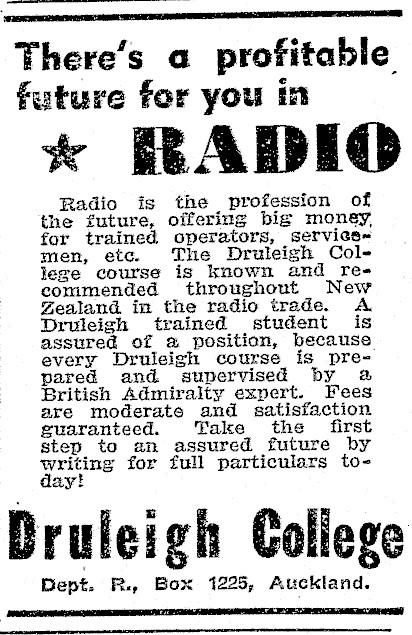 There's a profitable
future for you in
★ RADIO
Radio is the profession of
the future, offering big money
for trained operators, service-
men, etc. The Druleigh Col-
lege course is known and re-
commended throughout New
Zealand in the radio trade. A
Druleigh trained student is
assured of a position, because
every Druleigh course is pre-
pared and supervised by a
British Admiralty expert. Fees
are moderate and satisfaction
guaranteed. Take the first
step to an assured future by
writing for full particulars to-
day!
Druleigh College
Dept. R., Box 1225, Auckland.